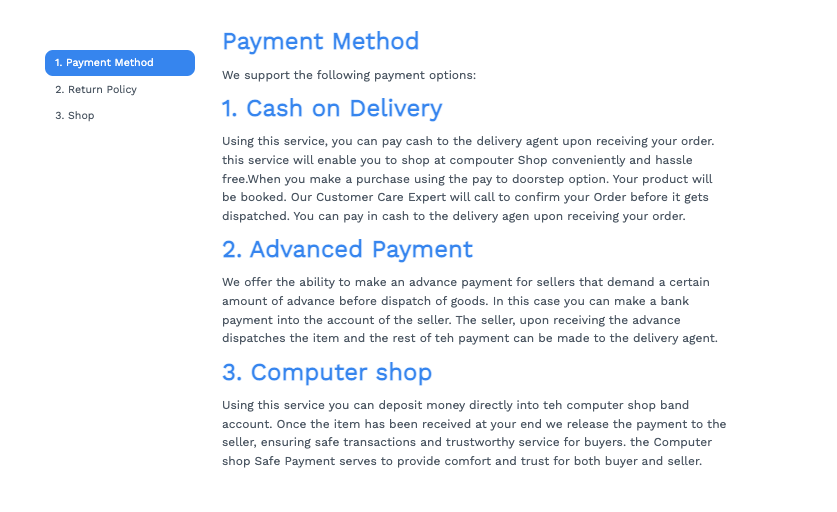 1. Payment Method
2. Return Policy
3. Shop
Payment Method
We support the following payment options:
1. Cash on Delivery
Using this service, you can pay cash to the delivery agent upon receiving your order.
this service will enable you to shop at compouter Shop conveniently and hassle
free.When you make a purchase using the pay to doorstep option. Your product will
be booked. Our Customer Care Expert will call to confirm your Order before it gets
dispatched. You can pay in cash to the delivery agen upon receiving your order.
2. Advanced Payment
We offer the ability to make an advance payment for sellers that demand a certain
amount of advance before dispatch of goods. In this case you can make a bank
payment into the account of the seller. The seller, upon receiving the advance
dispatches the item and the rest of teh payment can be made to the delivery agent.
3. Computer shop
Using this service you can deposit money directly into teh computer shop band
account. Once the item has been received at your end we release the payment to the
seller, ensuring safe transactions and trustworthy service for buyers. the Computer
shop Safe Payment serves to provide comfort and trust for both buyer and seller.